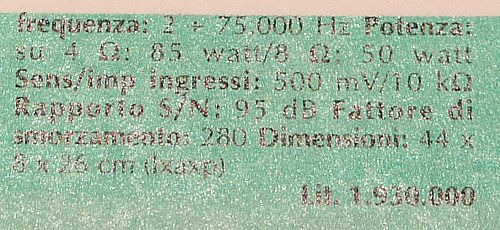 frequenza: 2 ÷ 75.000 Hz Potenza:
su 4 Ω: 85 watt/8 Ω: 50 watt
Sens/imp ingressi: 500 mV/10 kΩ
Rapporto S/N: 95 dB Fattore di
smorzamento: 280 Dimensioni: 44 x
8 x 26 cm (lxaxp)
Lit. 1.930.000